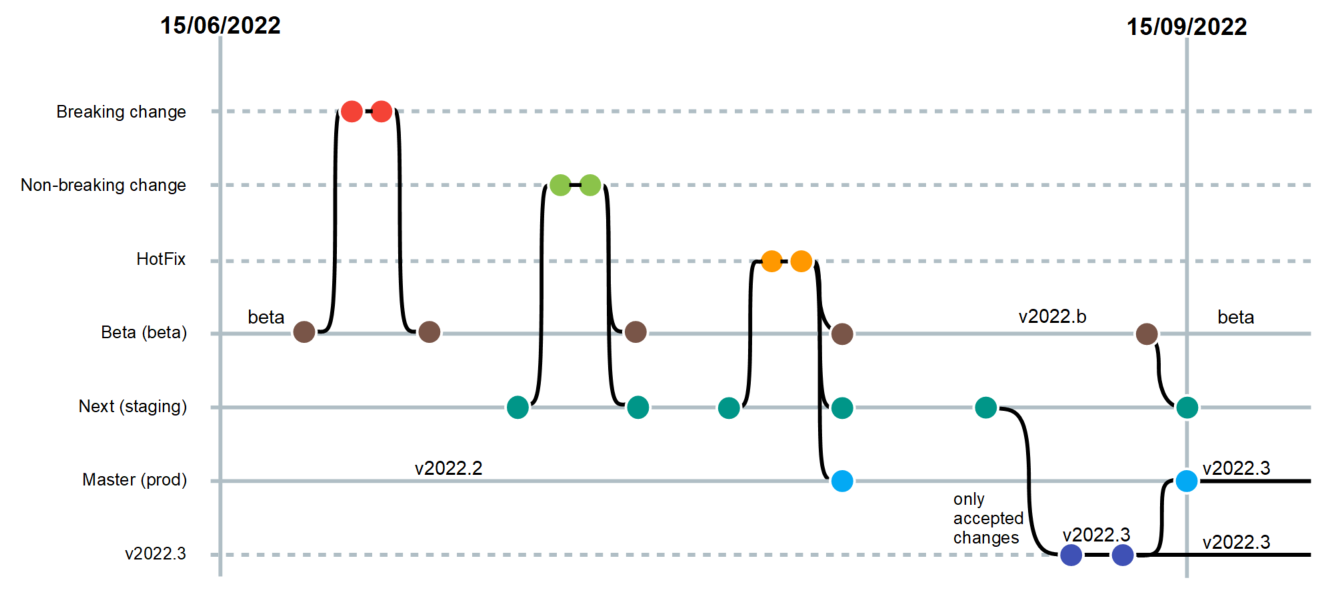 15/06/2022
15/09/2022
Breaking change
Non-breaking change
HotFix
beta
v2022.b
beta
Beta (beta)
Next (staging)
v2022.2
v2022.3
Master (prod)
only
accepted
changes
v2022.3
v2022.3
v2022.3